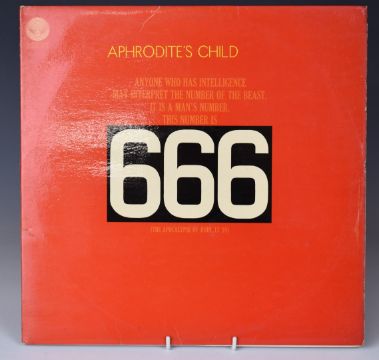 APHRODITE'S CHILD
ANYONE WHO HAS INTELLIGENCE
MAY INTERPRET THE NUMBER OF THE BEAST.
IT IS A MAN'S NUMBER.
THIS NUMBER IS
666
(THE APOCALYPSE OF JOHN, 13/18)